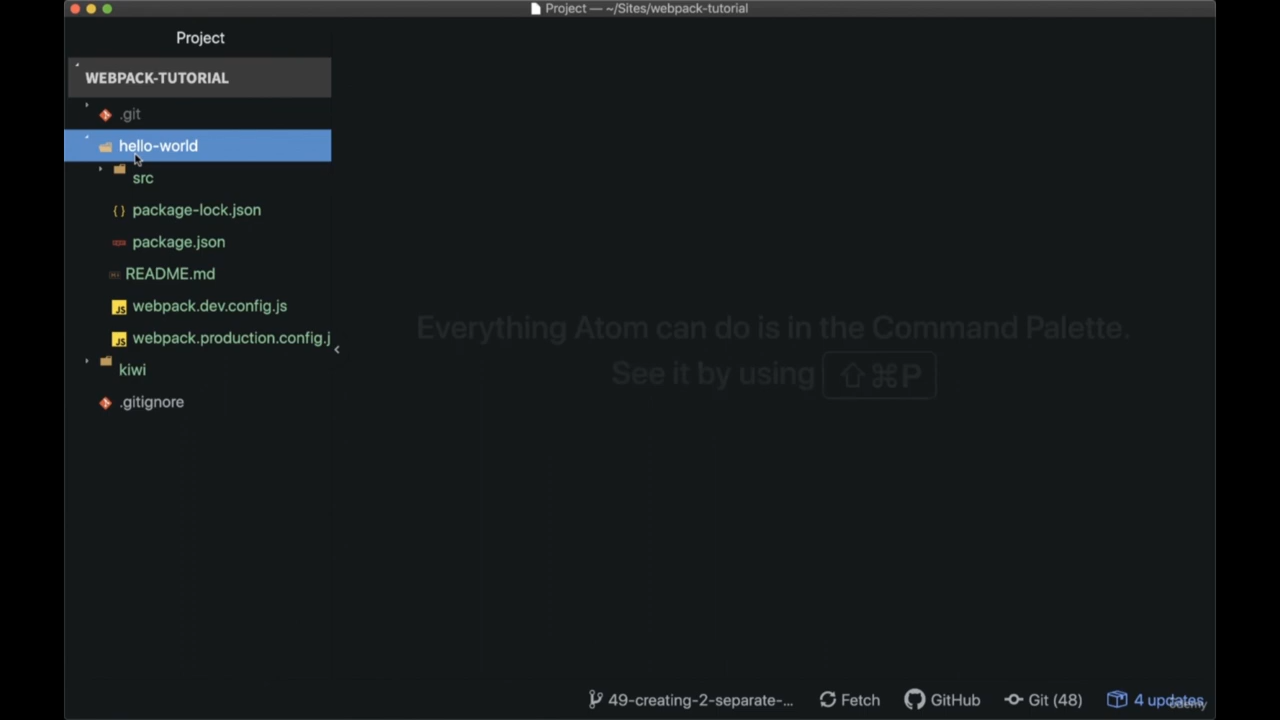 Project — ~/Sites/webpack-tutorial
Project
WEBPACK-TUTORIAL
.git
hello-world
src
package-lock.json
package.json
README.md
webpack.dev.config.js
webpack.production.config.j
kiwi
.gitignore
Everything Atom can do is in the Command Palette.
See it by using ⇧⌘P
49-creating-2-separate-... Fetch GitHub Git (48) 4 updates
udemy